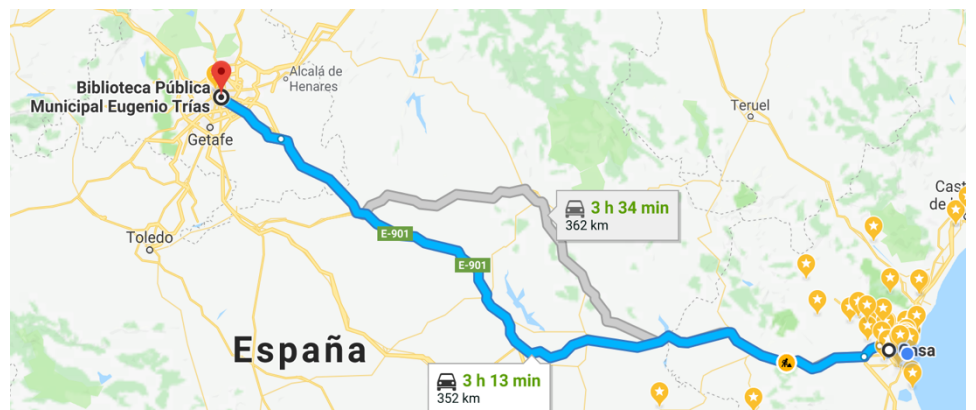 Biblioteca Pública
Municipal Eugenio Trías
Alcalá de
Henares
Getafe
Teruel
Cast
de
3 h 34 min
362 km
E-901
Toledo
E-901
España
Casa
3 h 13 min
352 km